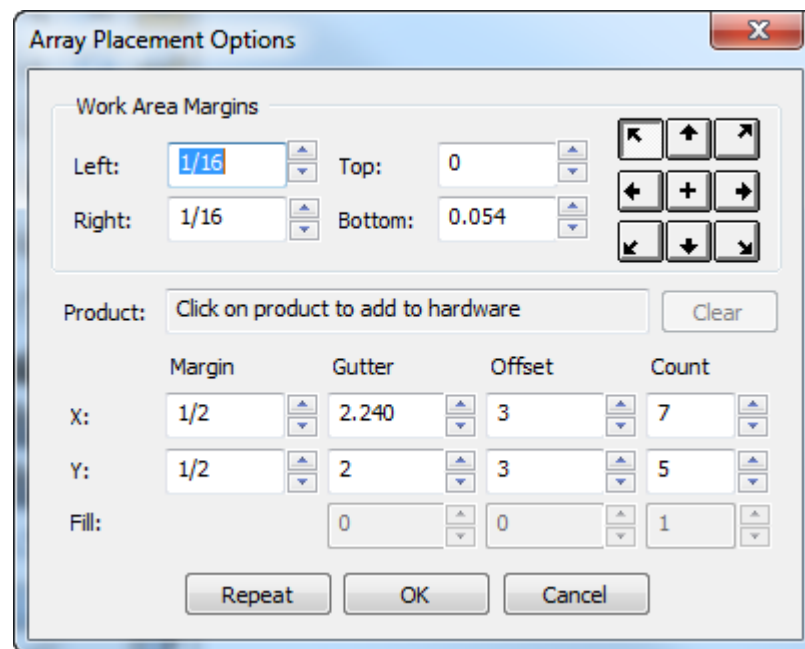 Array Placement Options
Work Area Margins
Left: 1/16 Top: 0
Right: 1/16 Bottom: 0.054
Product: Click on product to add to hardware Clear
Margin Gutter Offset Count
X: 1/2 2.240 3 7
Y: 1/2 2 3 5
Fill: 0 0 1
Repeat OK Cancel